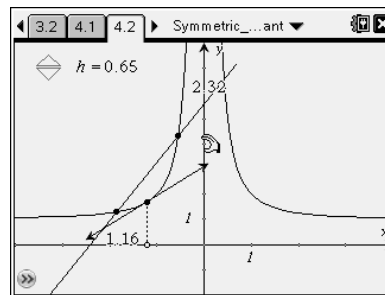 3.2 4.1 4.2 Symmetric_...ant
h = 0.65
y
2.32
1
1.16
x
1